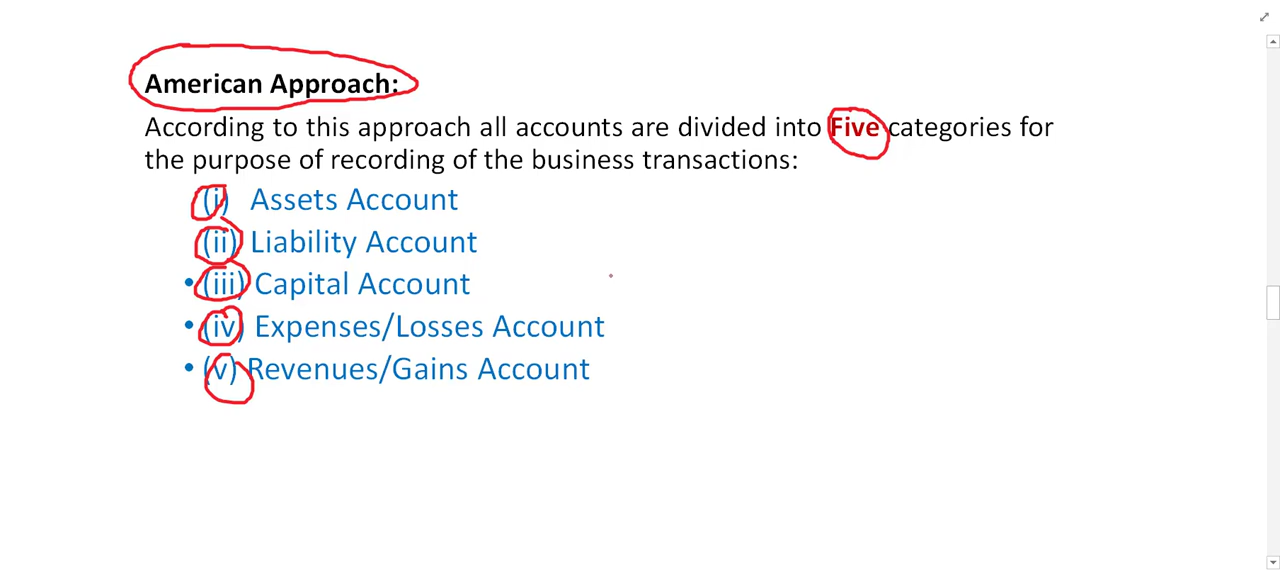 American Approach:
According to this approach all accounts are divided into Five categories for
the purpose of recording of the business transactions:
(i) Assets Account
(ii) Liability Account
• (iii) Capital Account
• (iv) Expenses/Losses Account
• (v) Revenues/Gains Account